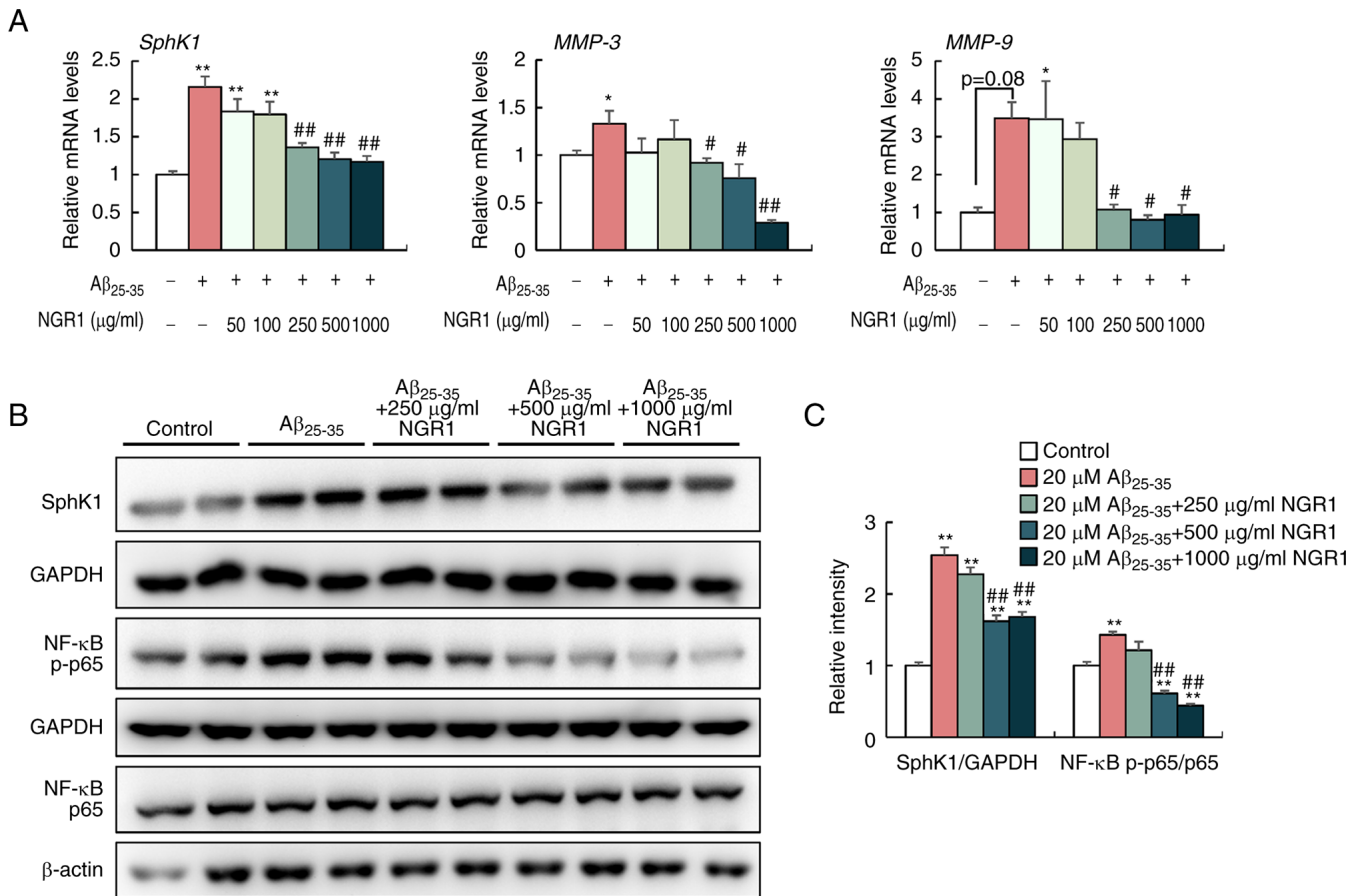 A
SphK1
Relative mRNA levels
2.5
2
1.5
1
0.5
0
** ** ** ## ## ##
Aβ25-35 – + + + + + +
NGR1 (μg/ml) – – 50 100 250 500 1000
MMP-3
Relative mRNA levels
2
1.5
1
0.5
0
* # # ##
Aβ25-35 – + + + + + +
NGR1 (μg/ml) – – 50 100 250 500 1000
MMP-9
Relative mRNA levels
5
4
3
2
1
0
p=0.08 * # # #
Aβ25-35 – + + + + + +
NGR1 (μg/ml) – – 50 100 250 500 1000
B
Control
Aβ25-35
Aβ25-35
+250 μg/ml
NGR1
Aβ25-35
+500 μg/ml
NGR1
Aβ25-35
+1000 μg/ml
NGR1
SphK1
GAPDH
NF-κB
p-p65
GAPDH
NF-κB
p65
β-actin
C
Control
20 μM Aβ25-35
20 μM Aβ25-35+250 μg/ml NGR1
20 μM Aβ25-35+500 μg/ml NGR1
20 μM Aβ25-35+1000 μg/ml NGR1
Relative intensity
3
2
1
0
** ** ## ** ## **
** ## ** ## **
SphK1/GAPDH
NF-κB p-p65/p65